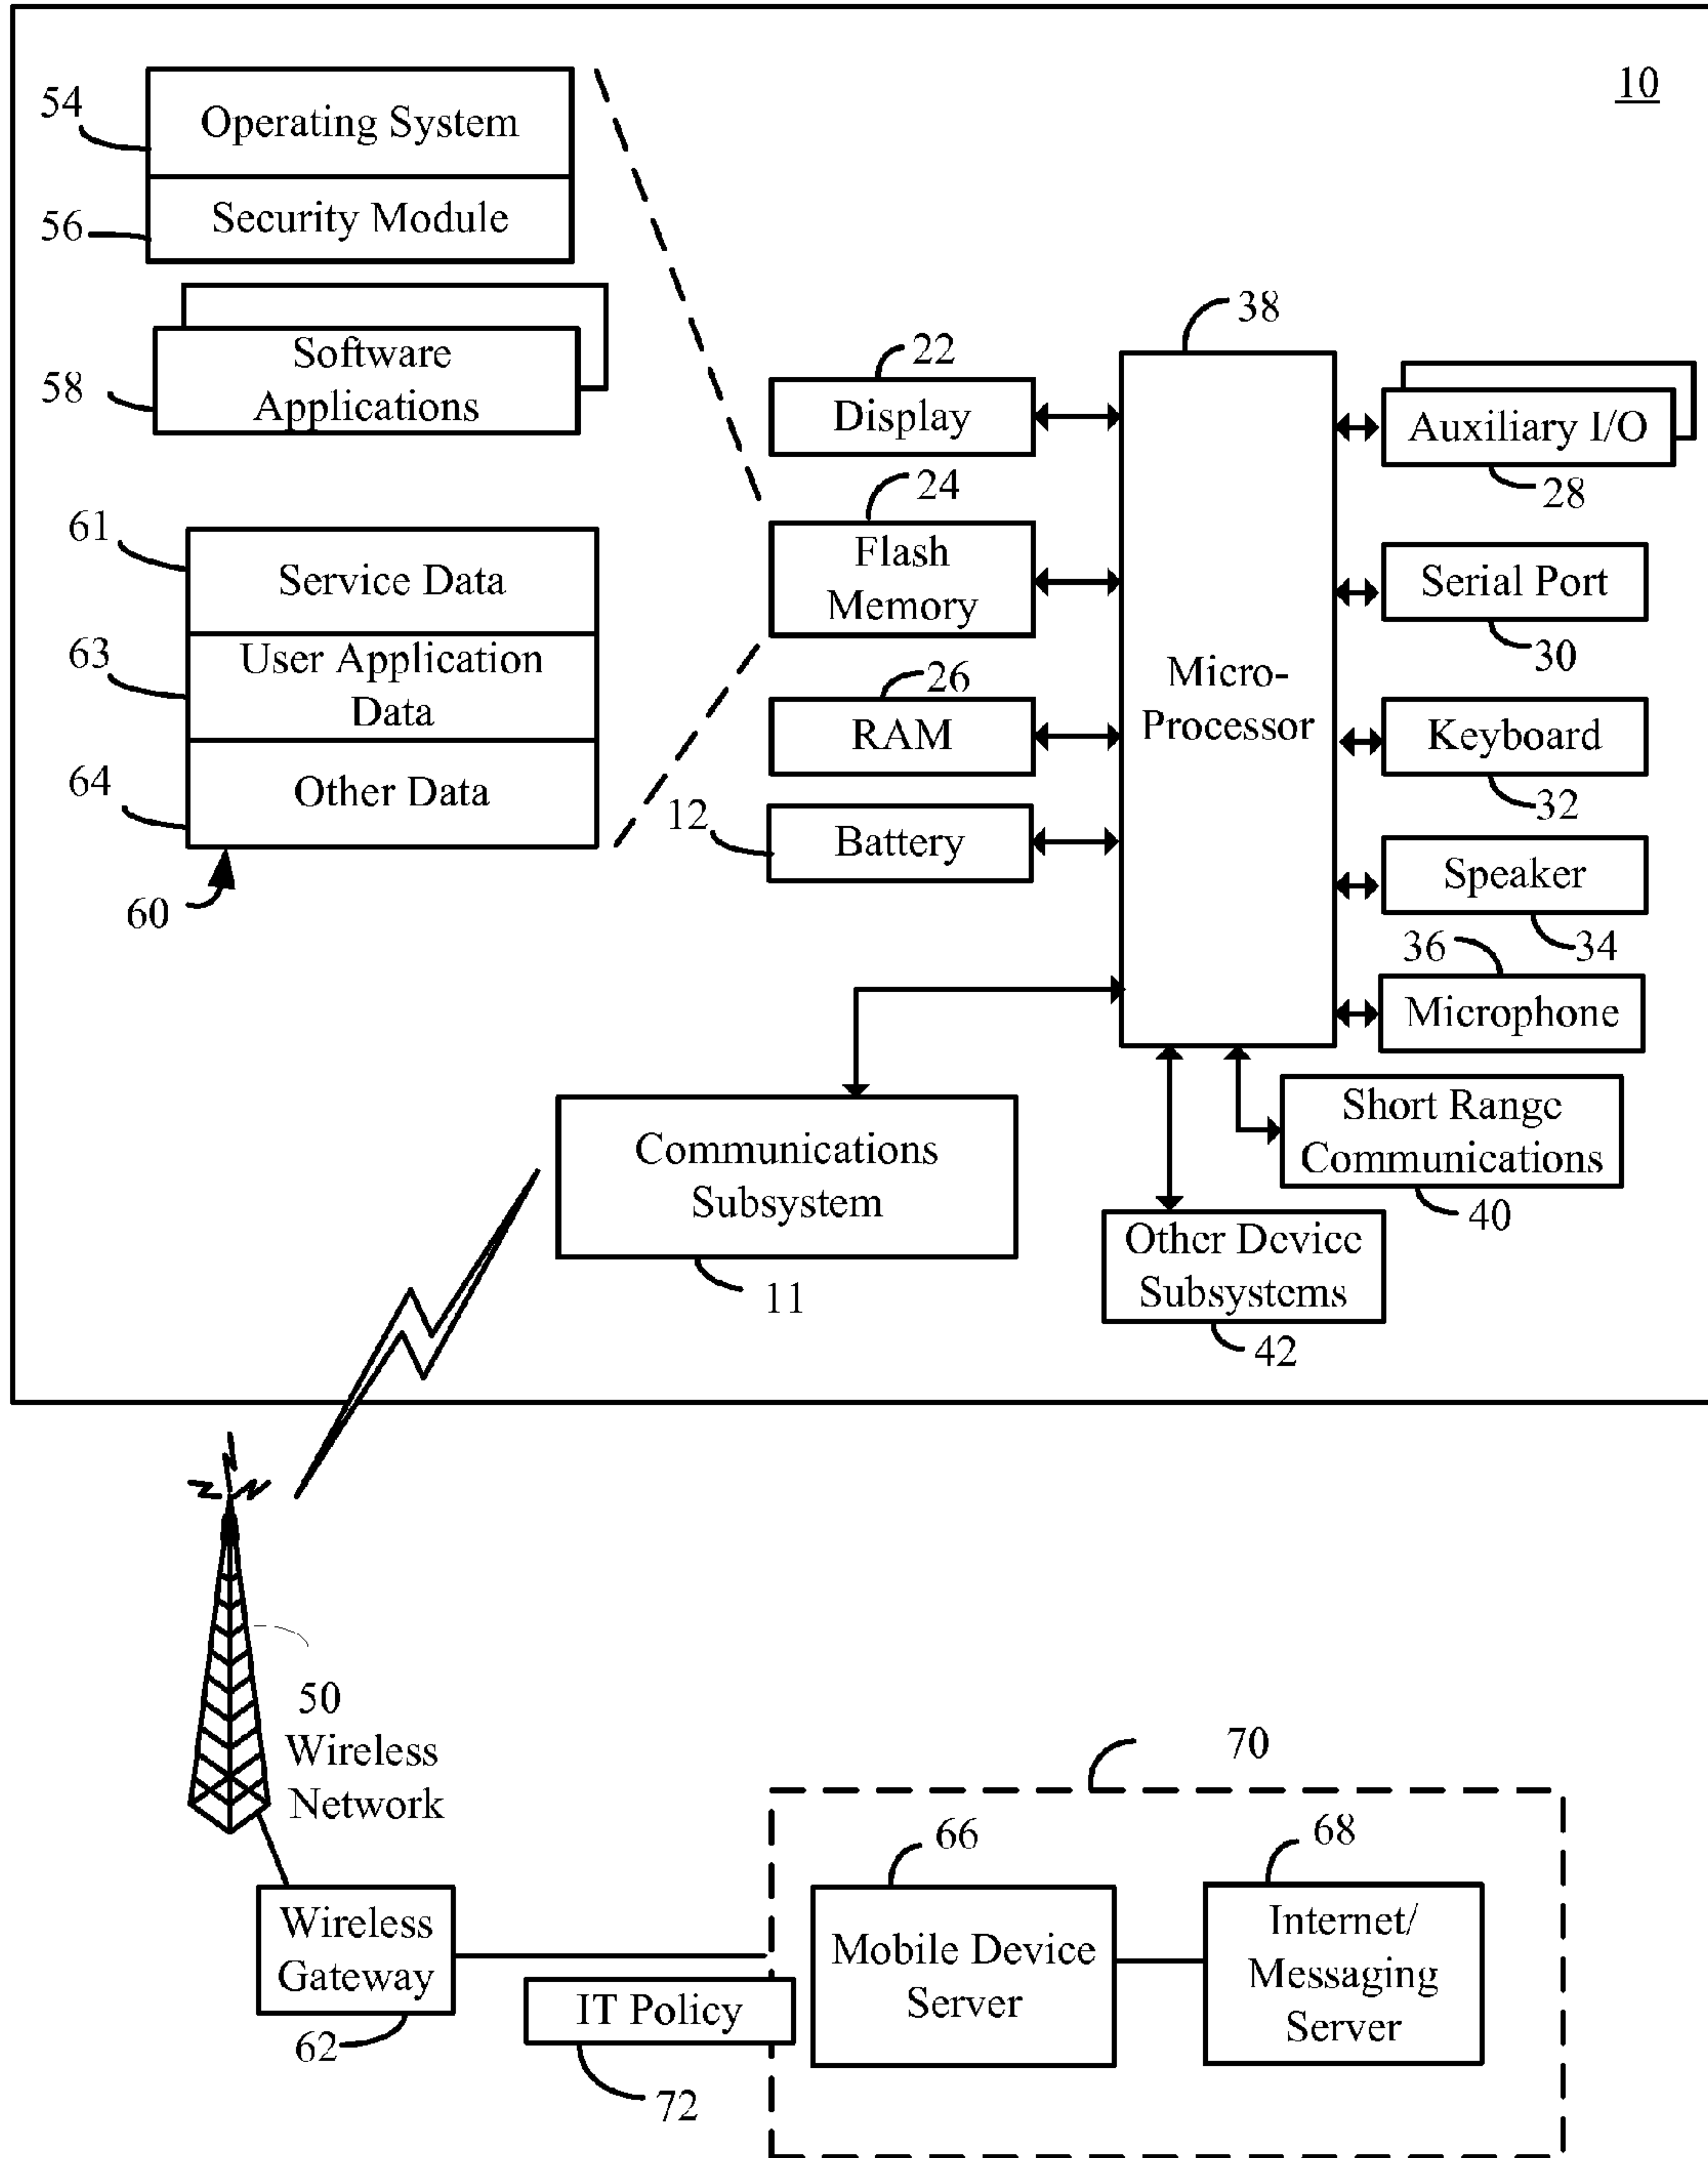 10
54
Operating System
56
Security Module
58
Software
Applications
61
Service Data
63
User Application
Data
64
Other Data
60
38
22
Display
24
Flash
Memory
26
RAM
12
Battery
Micro-
Processor
Auxiliary I/O
28
Serial Port
30
Keyboard
32
Speaker
34
36
Microphone
Short Range
Communications
40
Other Device
Subsystems
42
Communications
Subsystem
11
50
Wireless
Network
70
66
68
Wireless
Gateway
62
IT Policy
72
Mobile Device
Server
Internet/
Messaging
Server